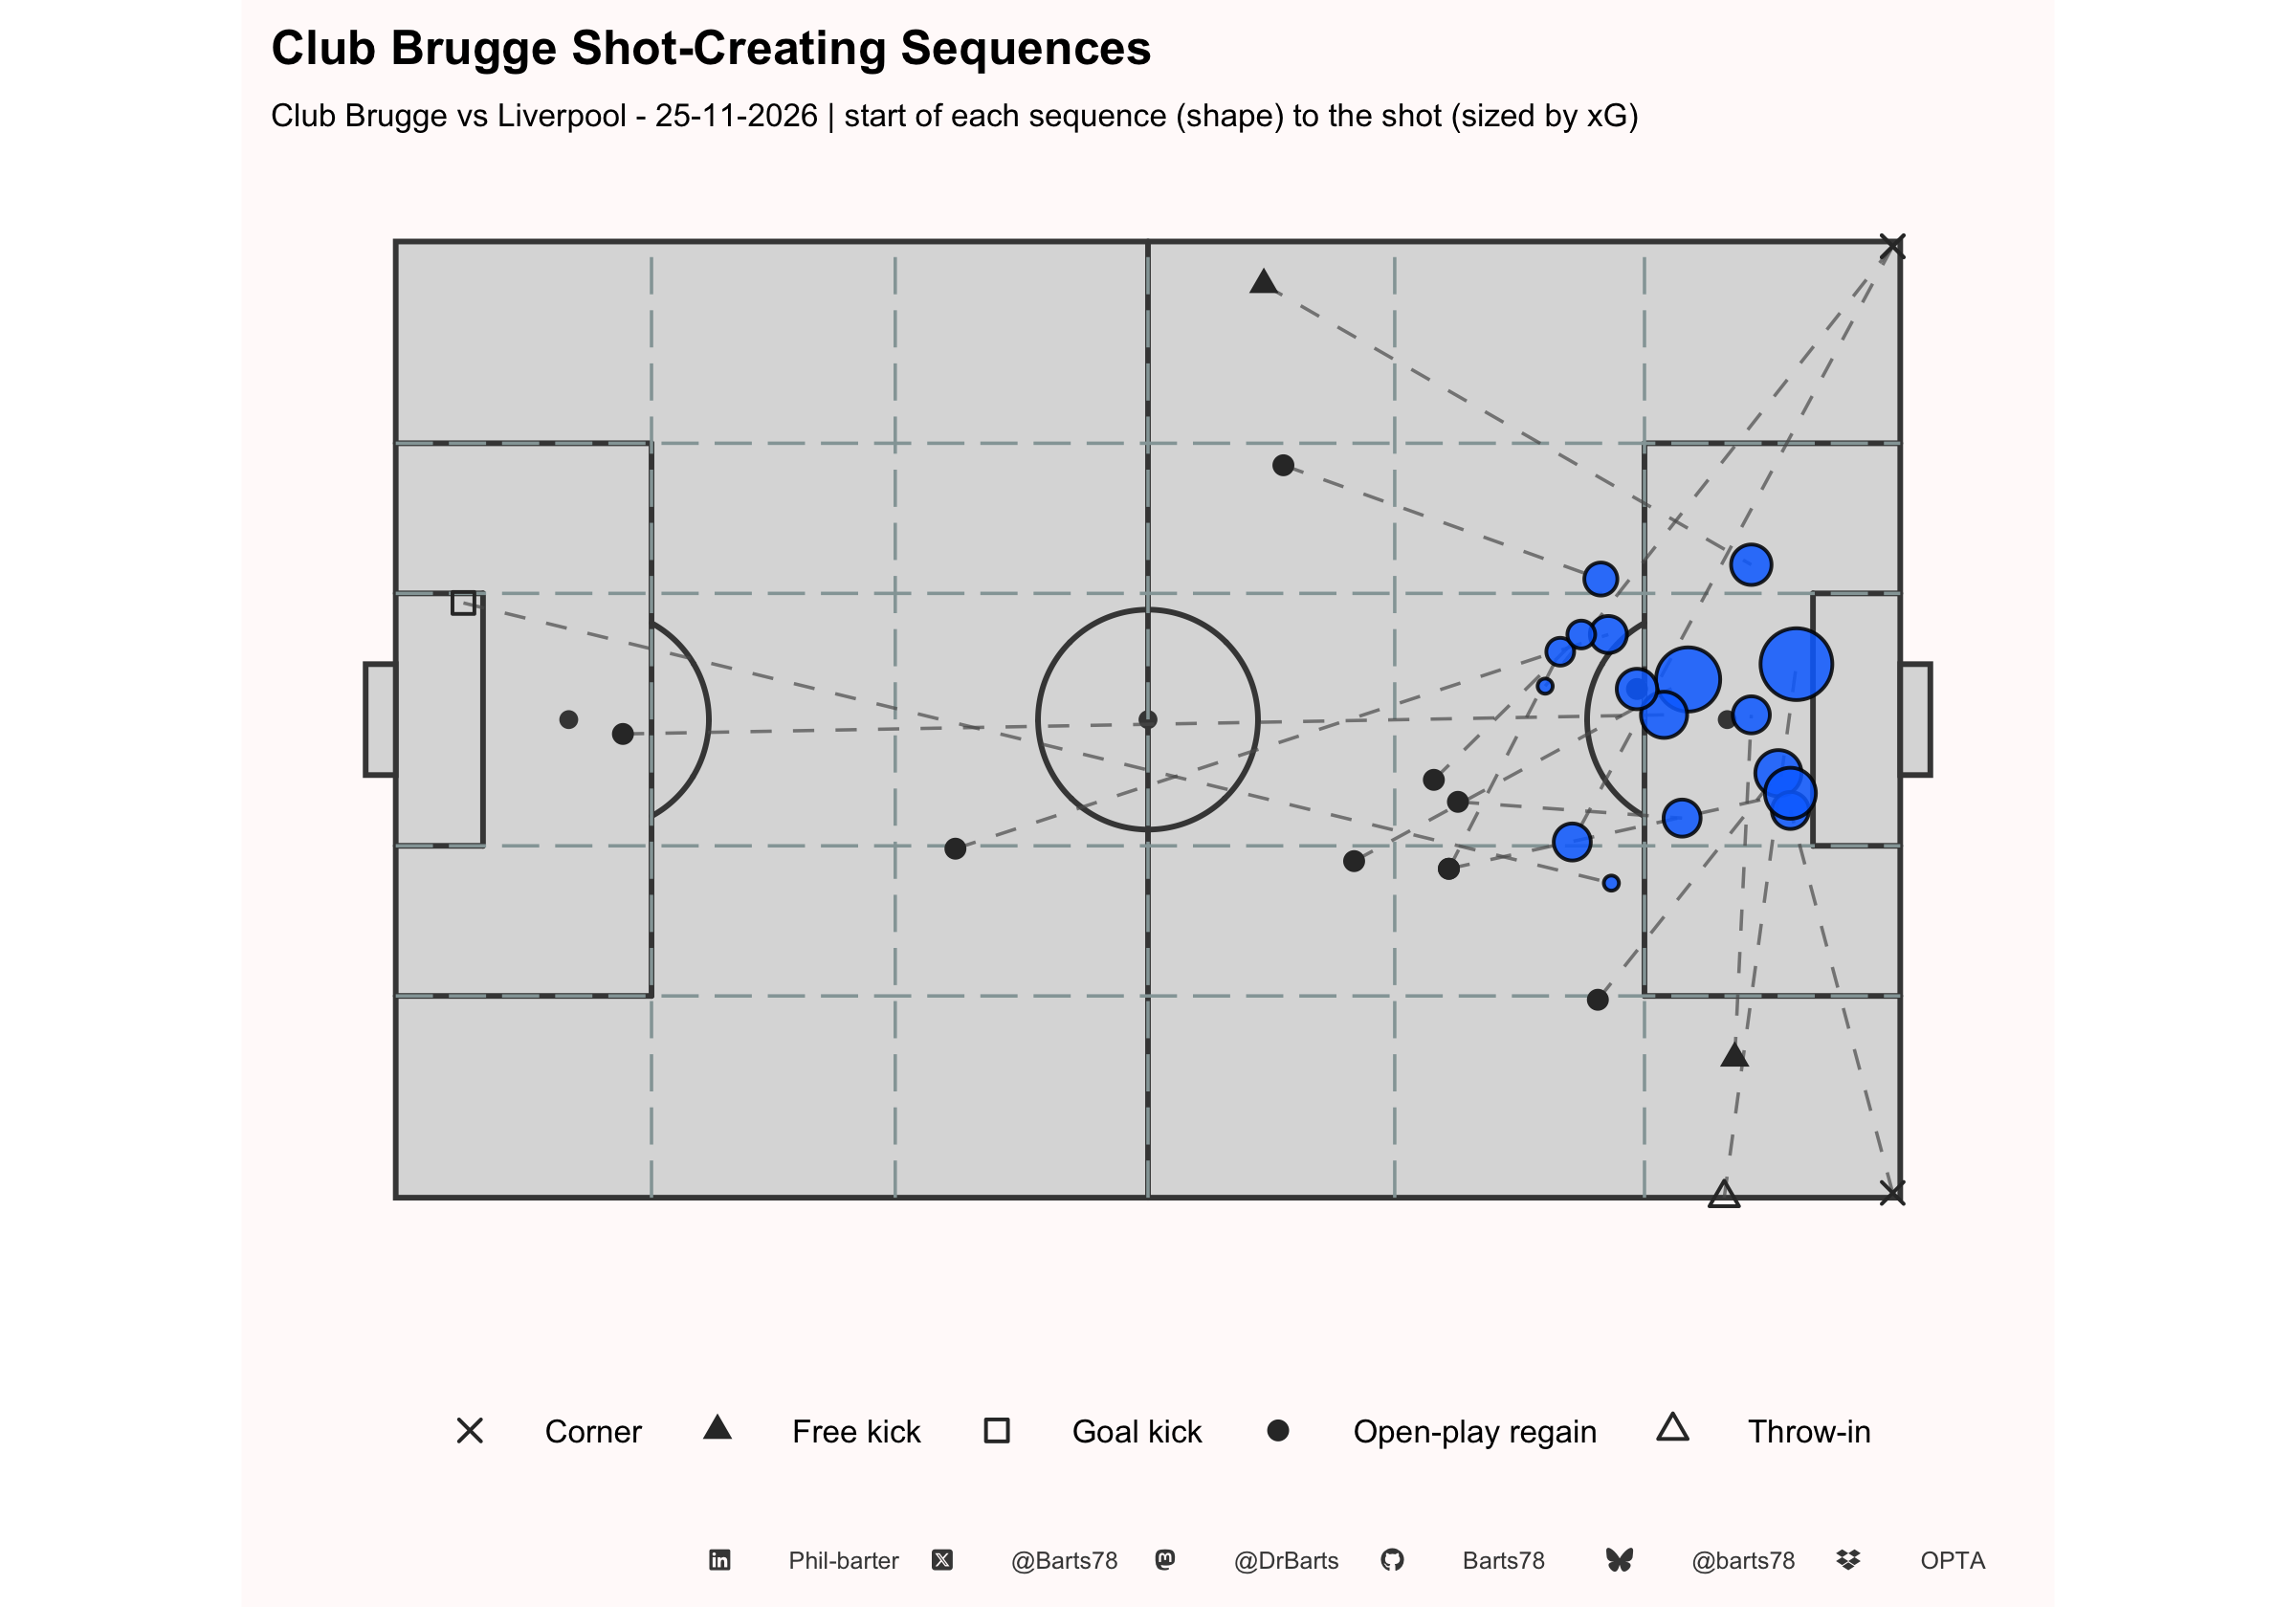 Club Brugge Shot-Creating Sequences
Club Brugge vs Liverpool - 25-11-2026 | start of each sequence (shape) to the shot (sized by xG)
Corner Free kick Goal kick Open-play regain Throw-in
Phil-barter @Barts78 @DrBarts Barts78 @barts78 OPTA